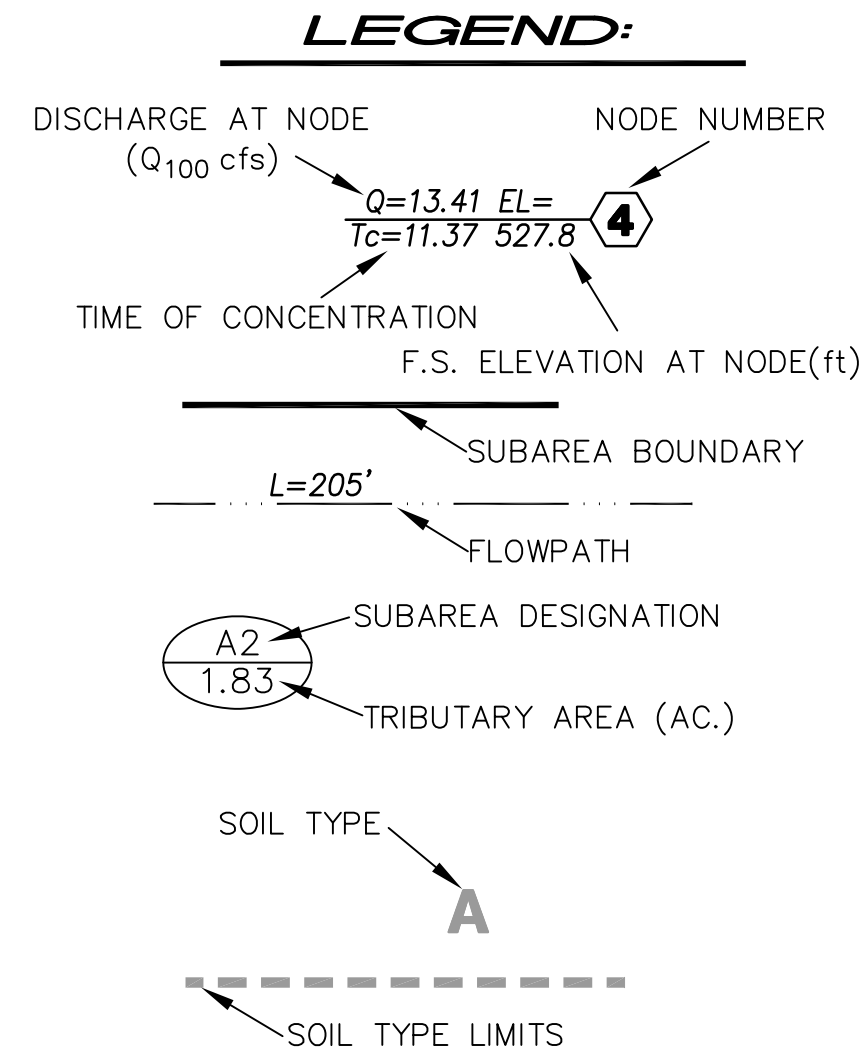 LEGEND:
DISCHARGE AT NODE
(Q100 cfs)
NODE NUMBER
Q=13.41 EL=
Tc=11.37 527.8
4
TIME OF CONCENTRATION
F.S. ELEVATION AT NODE(ft)
SUBAREA BOUNDARY
L=205'
FLOWPATH
SUBAREA DESIGNATION
A2
1.83
TRIBUTARY AREA (AC.)
SOIL TYPE
A
SOIL TYPE LIMITS